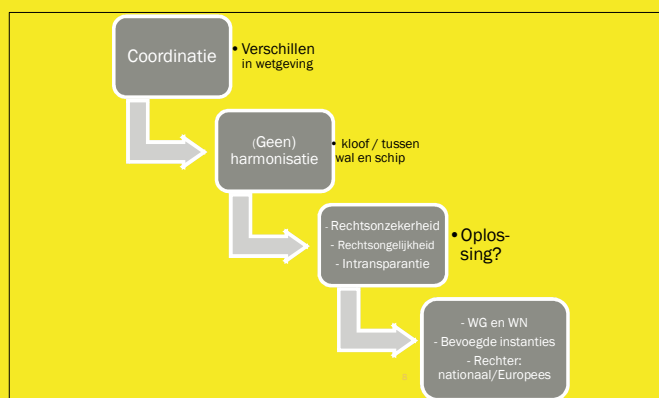 Coordinatie
• Verschillen
in wetgeving
(Geen)
harmonisatie
• kloof / tussen
wal en schip
- Rechtsonzekerheid
- Rechtsongelijkheid
- Intransparantie
• Oplos-
sing?
- WG en WN
- Bevoegde instanties
- Rechter:
nationaal/Europees